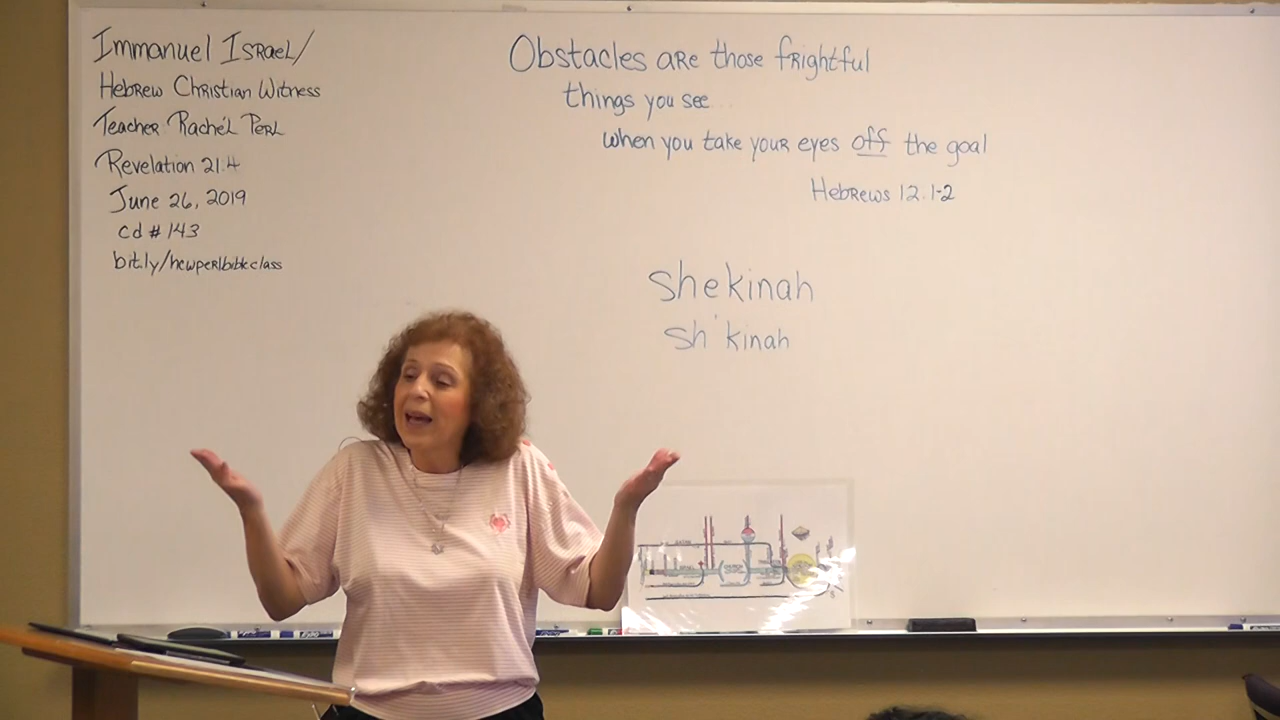 Immanuel Israel/
Hebrew Christian Witness
Teacher Rachél Perl
Revelation 21.4
June 26, 2019
cd # 143
bit.ly/newperlbibleclass
Obstacles are those frightful
things you see
when you take your eyes off the goal
Hebrews 12.1-2
shekinah
sh'kinah